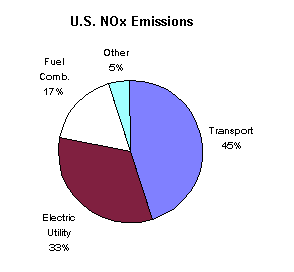 U.S. NOx Emissions
Other
5%
Fuel
Comb.
17%
Transport
45%
Electric
Utility
33%